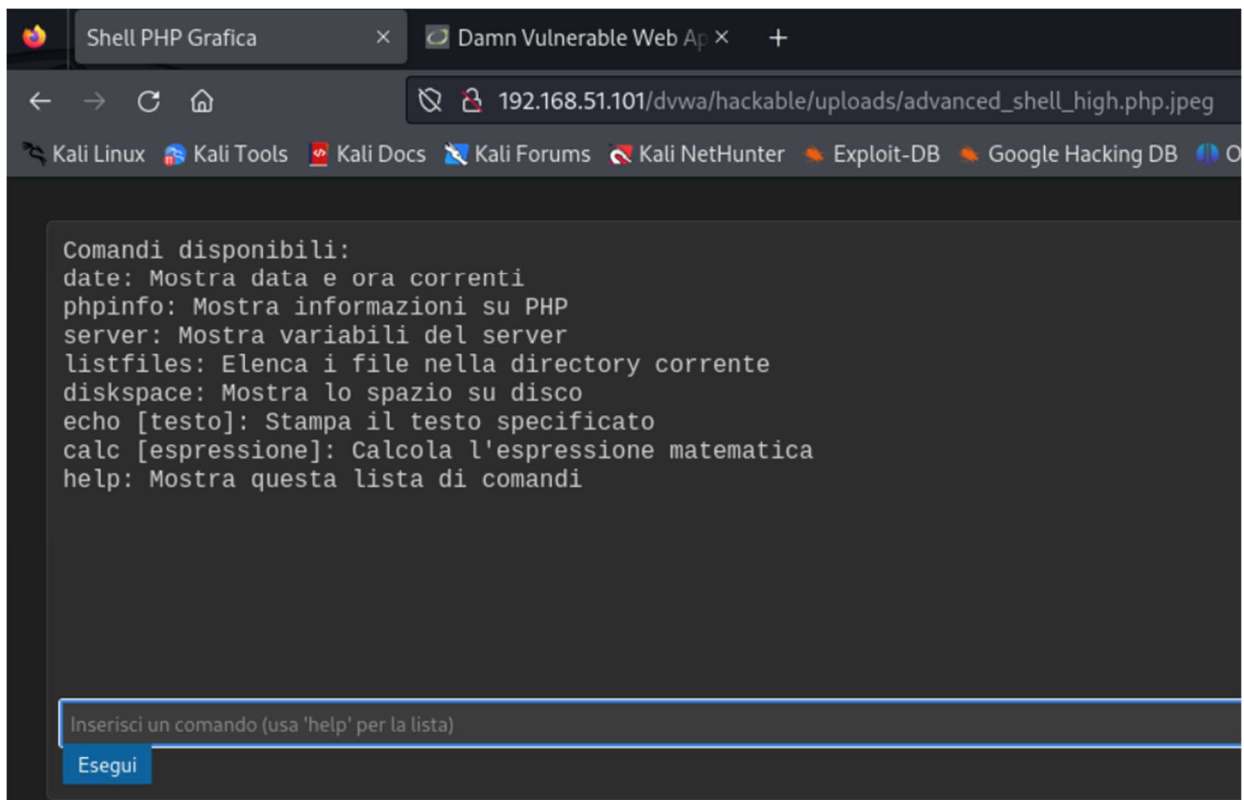 Shell PHP Grafica
Damn Vulnerable Web Ap
192.168.51.101/dvwa/hackable/uploads/advanced_shell_high.php.jpeg
Kali Linux Kali Tools Kali Docs Kali Forums Kali NetHunter Exploit-DB Google Hacking DB O
Comandi disponibili:
date: Mostra data e ora correnti
phpinfo: Mostra informazioni su PHP
server: Mostra variabili del server
listfiles: Elenca i file nella directory corrente
diskspace: Mostra lo spazio su disco
echo [testo]: Stampa il testo specificato
calc [espressione]: Calcola l'espressione matematica
help: Mostra questa lista di comandi
Inserisci un comando (usa 'help' per la lista)
Esegui